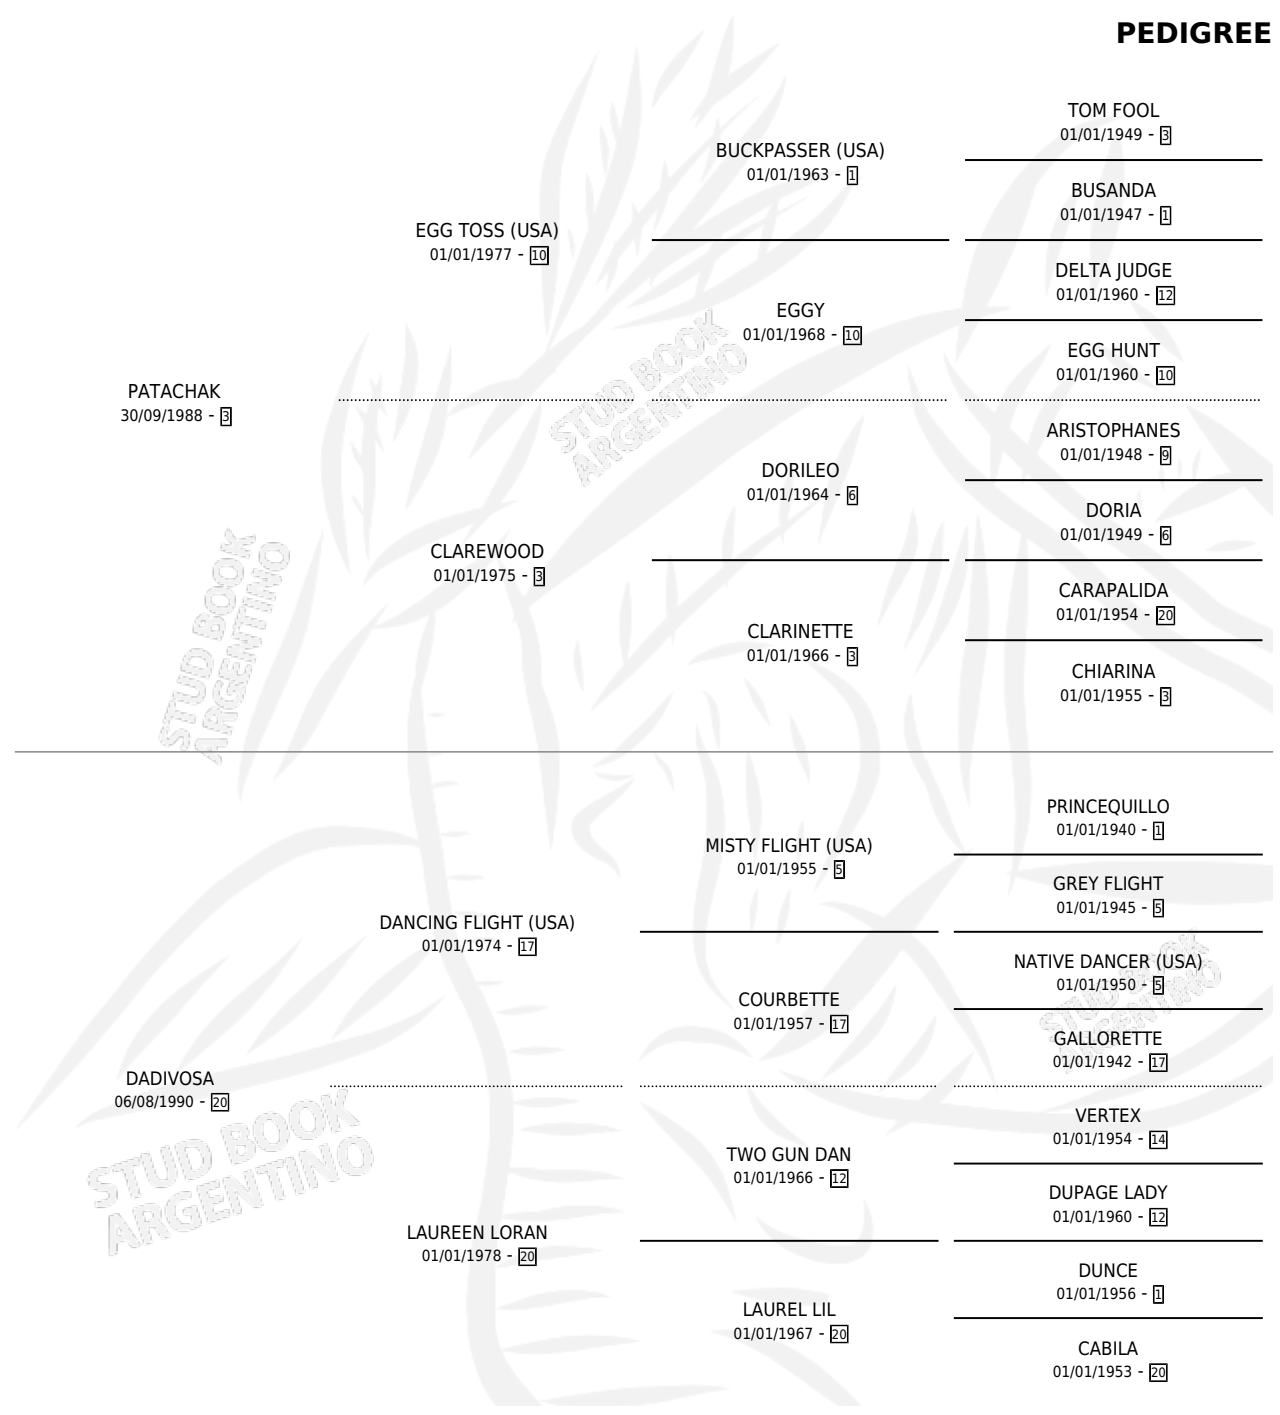 PEDIGREE
TOM FOOL
01/01/1949 - 3
BUCKPASSER (USA)
01/01/1963 - 1
BUSANDA
01/01/1947 - 1
EGG TOSS (USA)
01/01/1977 - 10
DELTA JUDGE
01/01/1960 - 12
EGGY
01/01/1968 - 10
EGG HUNT
01/01/1960 - 10
PATACHAK
30/09/1988 - 3
STUD BOOK
ARGENTINO
ARISTOPHANES
01/01/1948 - 9
DORILEO
01/01/1964 - 6
DORIA
01/01/1949 - 6
CLAREWOOD
01/01/1975 - 3
CARAPALIDA
01/01/1954 - 20
CLARINETTE
01/01/1966 - 3
CHIARINA
01/01/1955 - 3
STUD BOOK
ARGENTINO
PRINCEQUILLO
01/01/1940 - 1
MISTY FLIGHT (USA)
01/01/1955 - 5
GREY FLIGHT
01/01/1945 - 5
DANCING FLIGHT (USA)
01/01/1974 - 17
NATIVE DANCER (USA)
01/01/1950 - 5
COURBETTE
01/01/1957 - 17
STUD BOOK
ARGENTINO
GALLORETTE
01/01/1942 - 17
DADIVOSA
06/08/1990 - 20
VERTEX
01/01/1954 - 14
TWO GUN DAN
01/01/1966 - 12
STUD BOOK
ARGENTINO
DUPAGE LADY
01/01/1960 - 12
LAUREEN LORAN
01/01/1978 - 20
DUNCE
01/01/1956 - 1
LAUREL LIL
01/01/1967 - 20
CABILA
01/01/1953 - 20